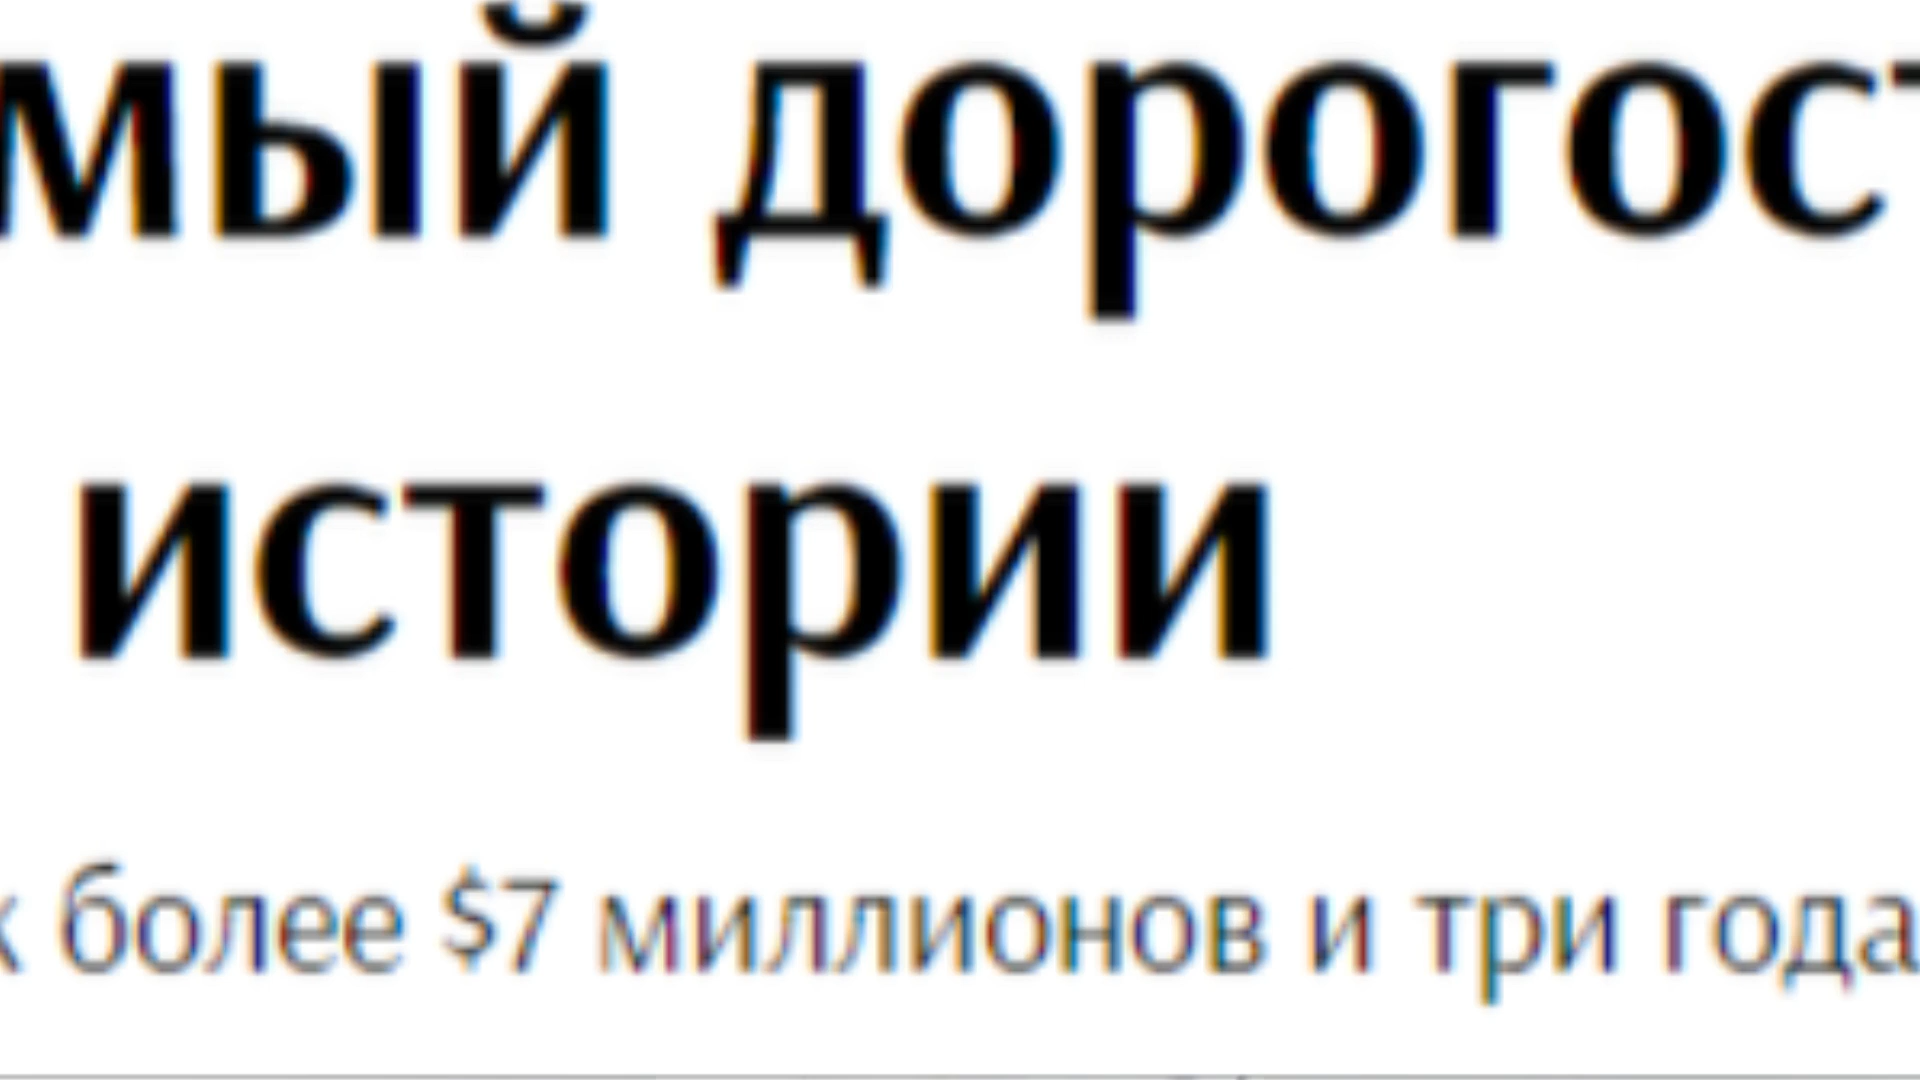 мый дорогост
истории
к более $7 миллионов и три года